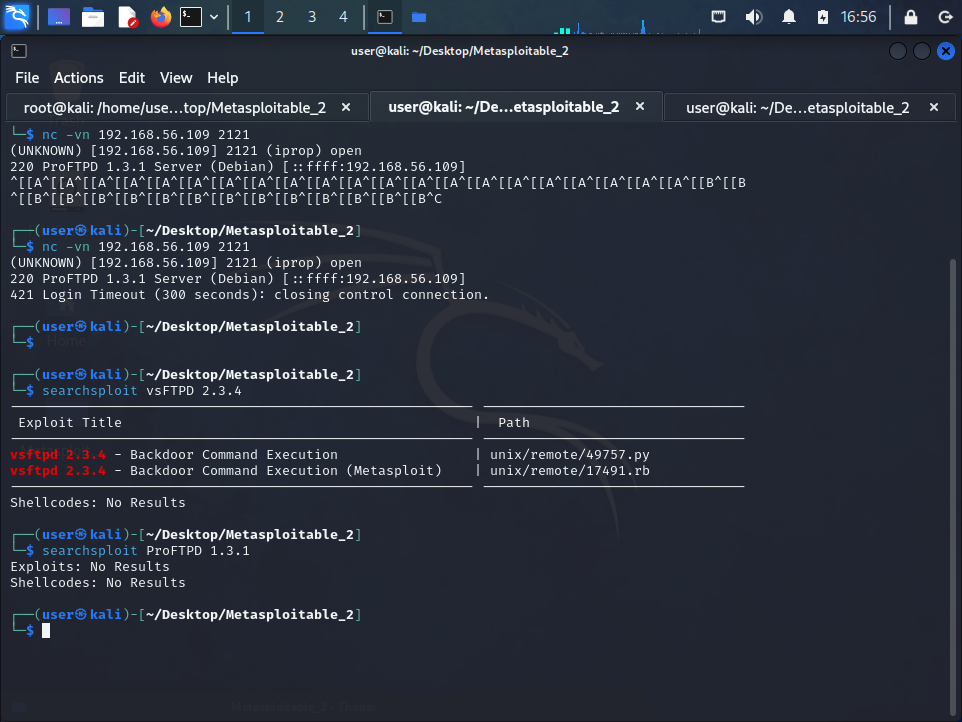 1 2 3 4 16:56
user@kali: ~/Desktop/Metasploitable_2
File Actions Edit View Help
root@kali: /home/use...top/Metasploitable_2 × user@kali: ~/De...etasploitable_2 × user@kali: ~/De...etasploitable_2 ×
└─$ nc -vn 192.168.56.109 2121
(UNKNOWN) [192.168.56.109] 2121 (iprop) open
220 ProFTPD 1.3.1 Server (Debian) [::ffff:192.168.56.109]
^[[A^[[A^[[A^[[A^[[A^[[A^[[A^[[A^[[A^[[A^[[A^[[A^[[A^[[A^[[A^[[A^[[A^[[B^[[B
^[[B^[[B^[[B^[[B^[[B^[[B^[[B^[[B^[[B^[[B^[[B^[[B^C
┌──(user㉿kali)-[~/Desktop/Metasploitable_2]
└─$ nc -vn 192.168.56.109 2121
(UNKNOWN) [192.168.56.109] 2121 (iprop) open
220 ProFTPD 1.3.1 Server (Debian) [::ffff:192.168.56.109]
421 Login Timeout (300 seconds): closing control connection.
┌──(user㉿kali)-[~/Desktop/Metasploitable_2]
└─$
Home
┌──(user㉿kali)-[~/Desktop/Metasploitable_2]
└─$ searchsploit vsFTPD 2.3.4
Exploit Title | Path
vsftpd 2.3.4 - Backdoor Command Execution | unix/remote/49757.py
vsftpd 2.3.4 - Backdoor Command Execution (Metasploit) | unix/remote/17491.rb
Shellcodes: No Results
┌──(user㉿kali)-[~/Desktop/Metasploitable_2]
└─$ searchsploit ProFTPD 1.3.1
Exploits: No Results
Shellcodes: No Results
┌──(user㉿kali)-[~/Desktop/Metasploitable_2]
└─$
Metasploitable_2 - Thunar